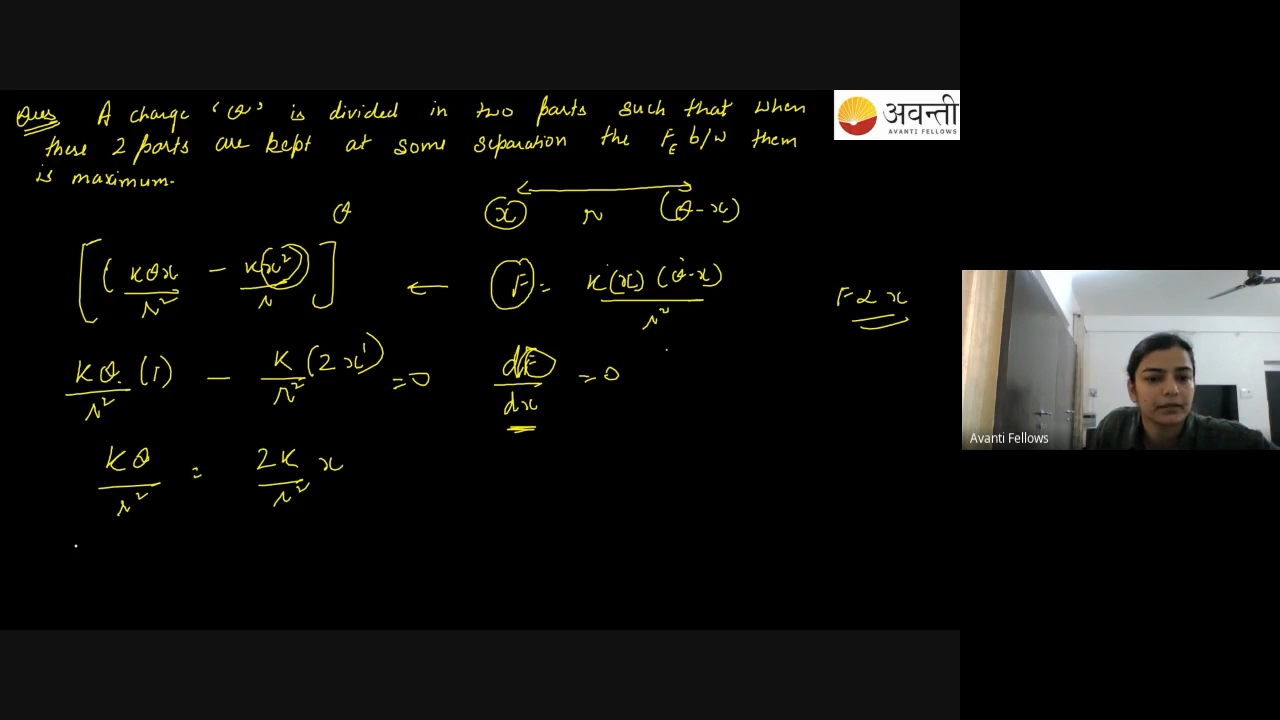 Ques A charge 'Q' is divided in two parts such that when
these 2 parts are kept at some separation the F_E b/w them
is maximum.
अवन्ती
AVANTI FELLOWS
Q
x r (Q-x)
[(KQx/r² - Kx²/r)] ← F = K(x)(Q-x)/r²
F α x
KQ/r² (1) - K/r² (2x¹) = 0 dF/dx = 0
Avanti Fellows
KQ/r² = 2K/r² x